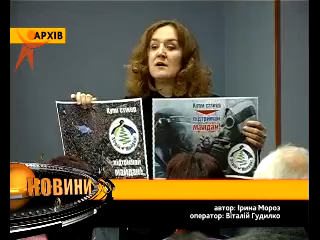 АРХІВ
Купи стікер
підтримай
майдан!
Купи стікер
підтримай
майдан!
НОВИНИ
автор: Ірина Мороз
оператор: Віталій Гудилко